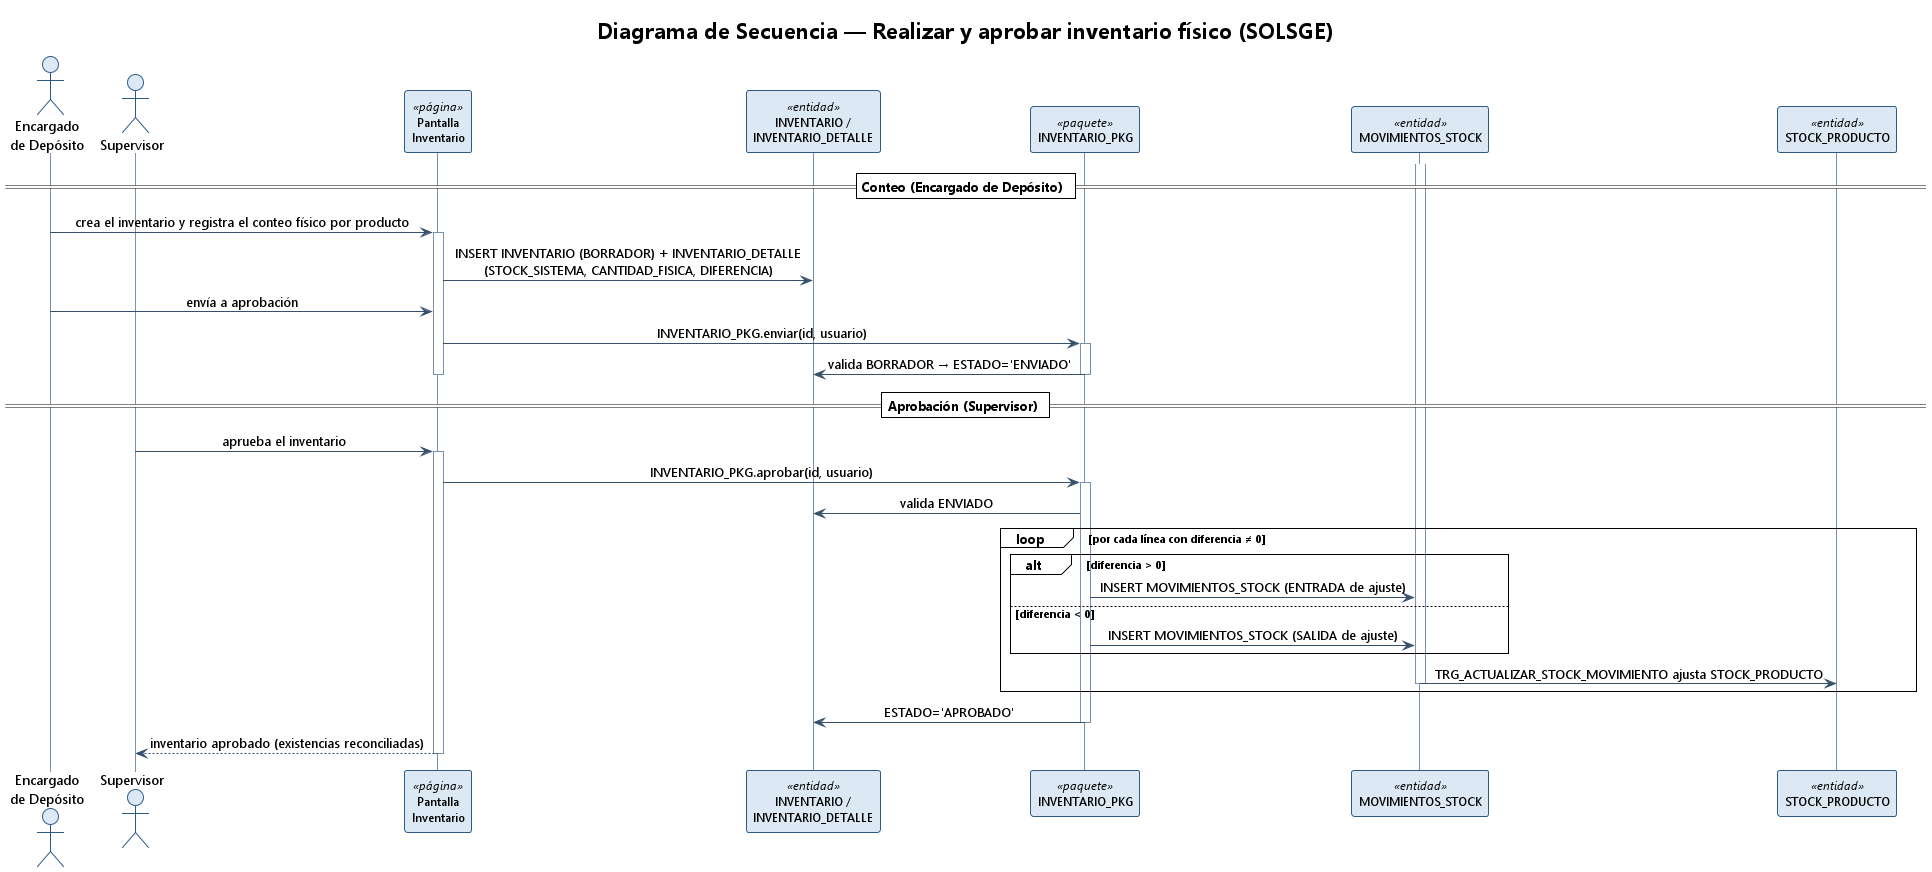 Diagrama de Secuencia — Realizar y aprobar inventario físico (SOLSGE)
Encargado
de Depósito
Supervisor
«página»
Pantalla
Inventario
«entidad»
INVENTARIO /
INVENTARIO_DETALLE
«paquete»
INVENTARIO_PKG
«entidad»
MOVIMIENTOS_STOCK
«entidad»
STOCK_PRODUCTO
Conteo (Encargado de Depósito)
crea el inventario y registra el conteo físico por producto
INSERT INVENTARIO (BORRADOR) + INVENTARIO_DETALLE
(STOCK_SISTEMA, CANTIDAD_FISICA, DIFERENCIA)
envía a aprobación
INVENTARIO_PKG.enviar(id, usuario)
valida BORRADOR → ESTADO='ENVIADO'
Aprobación (Supervisor)
aprueba el inventario
INVENTARIO_PKG.aprobar(id, usuario)
valida ENVIADO
loop [por cada línea con diferencia ≠ 0]
alt [diferencia > 0]
INSERT MOVIMIENTOS_STOCK (ENTRADA de ajuste)
[diferencia < 0]
INSERT MOVIMIENTOS_STOCK (SALIDA de ajuste)
TRG_ACTUALIZAR_STOCK_MOVIMIENTO ajusta STOCK_PRODUCTO
ESTADO='APROBADO'
inventario aprobado (existencias reconciliadas)
Encargado
de Depósito
Supervisor
«página»
Pantalla
Inventario
«entidad»
INVENTARIO /
INVENTARIO_DETALLE
«paquete»
INVENTARIO_PKG
«entidad»
MOVIMIENTOS_STOCK
«entidad»
STOCK_PRODUCTO